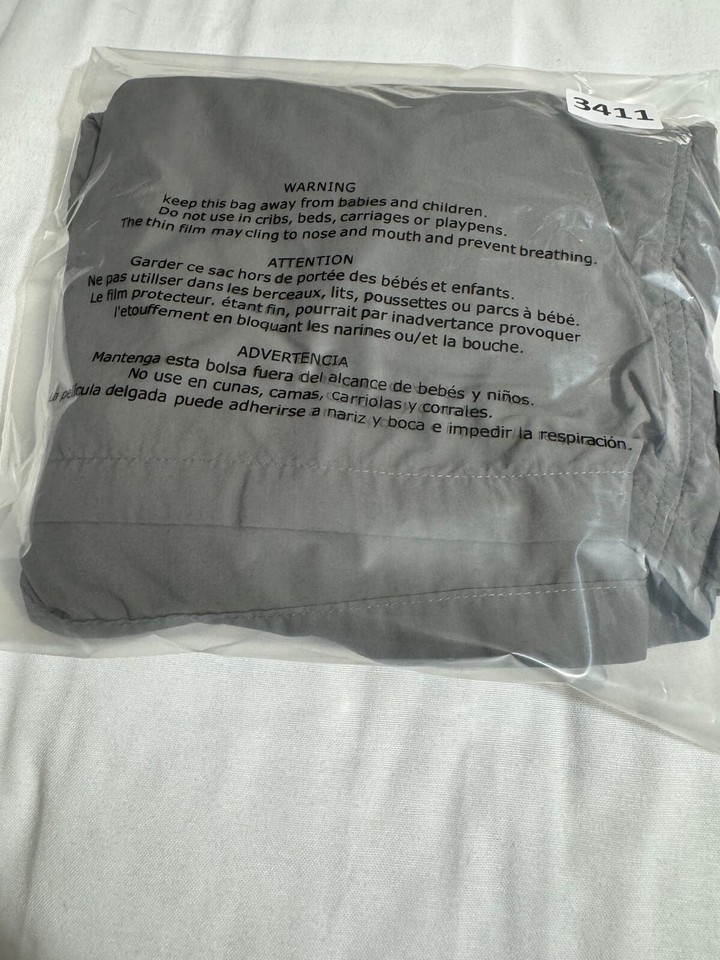 3411
WARNING
keep this bag away from babies and children.
Do not use in cribs, beds, carriages or playpens.
The thin film may cling to nose and mouth and prevent breathing.
ATTENTION
Garder ce sac hors de portée des bébés et enfants.
Ne pas utiliser dans les berceaux, lits, poussettes ou parcs à bébé.
Le film protecteur. étant fin, pourrait par inadvertance provoquer
l'etouffement en bloquant les narines ou/et la bouche.
ADVERTENCIA
Mantenga esta bolsa fuera del alcance de bebés y niños.
No use en cunas, camas, carriolas y corrales.
La película delgada puede adherirse a nariz y boca e impedir la respiración.